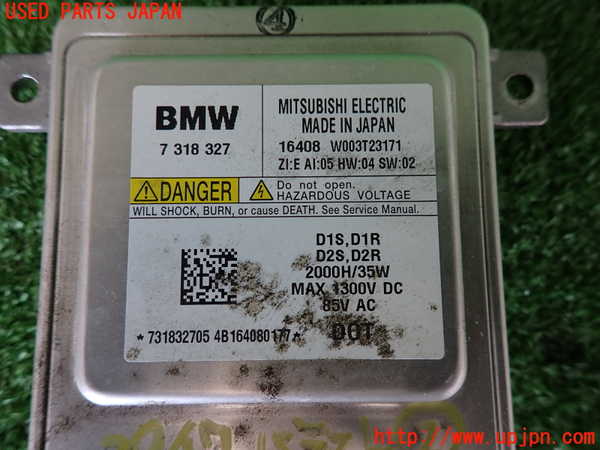 USED PARTS JAPAN
BMW
7 318 327
MITSUBISHI ELECTRIC
MADE IN JAPAN
16408 W003T23171
ZI:E AI:05 HW:04 SW:02
DANGER
Do not open.
HAZARDOUS VOLTAGE
WILL SHOCK, BURN, or cause DEATH. See Service Manual.
D1S,D1R
D2S,D2R
2000H/35W
MAX 1300V DC
85V AC
*731832705 4B164080177*
DOT
http://www.upjpn.com